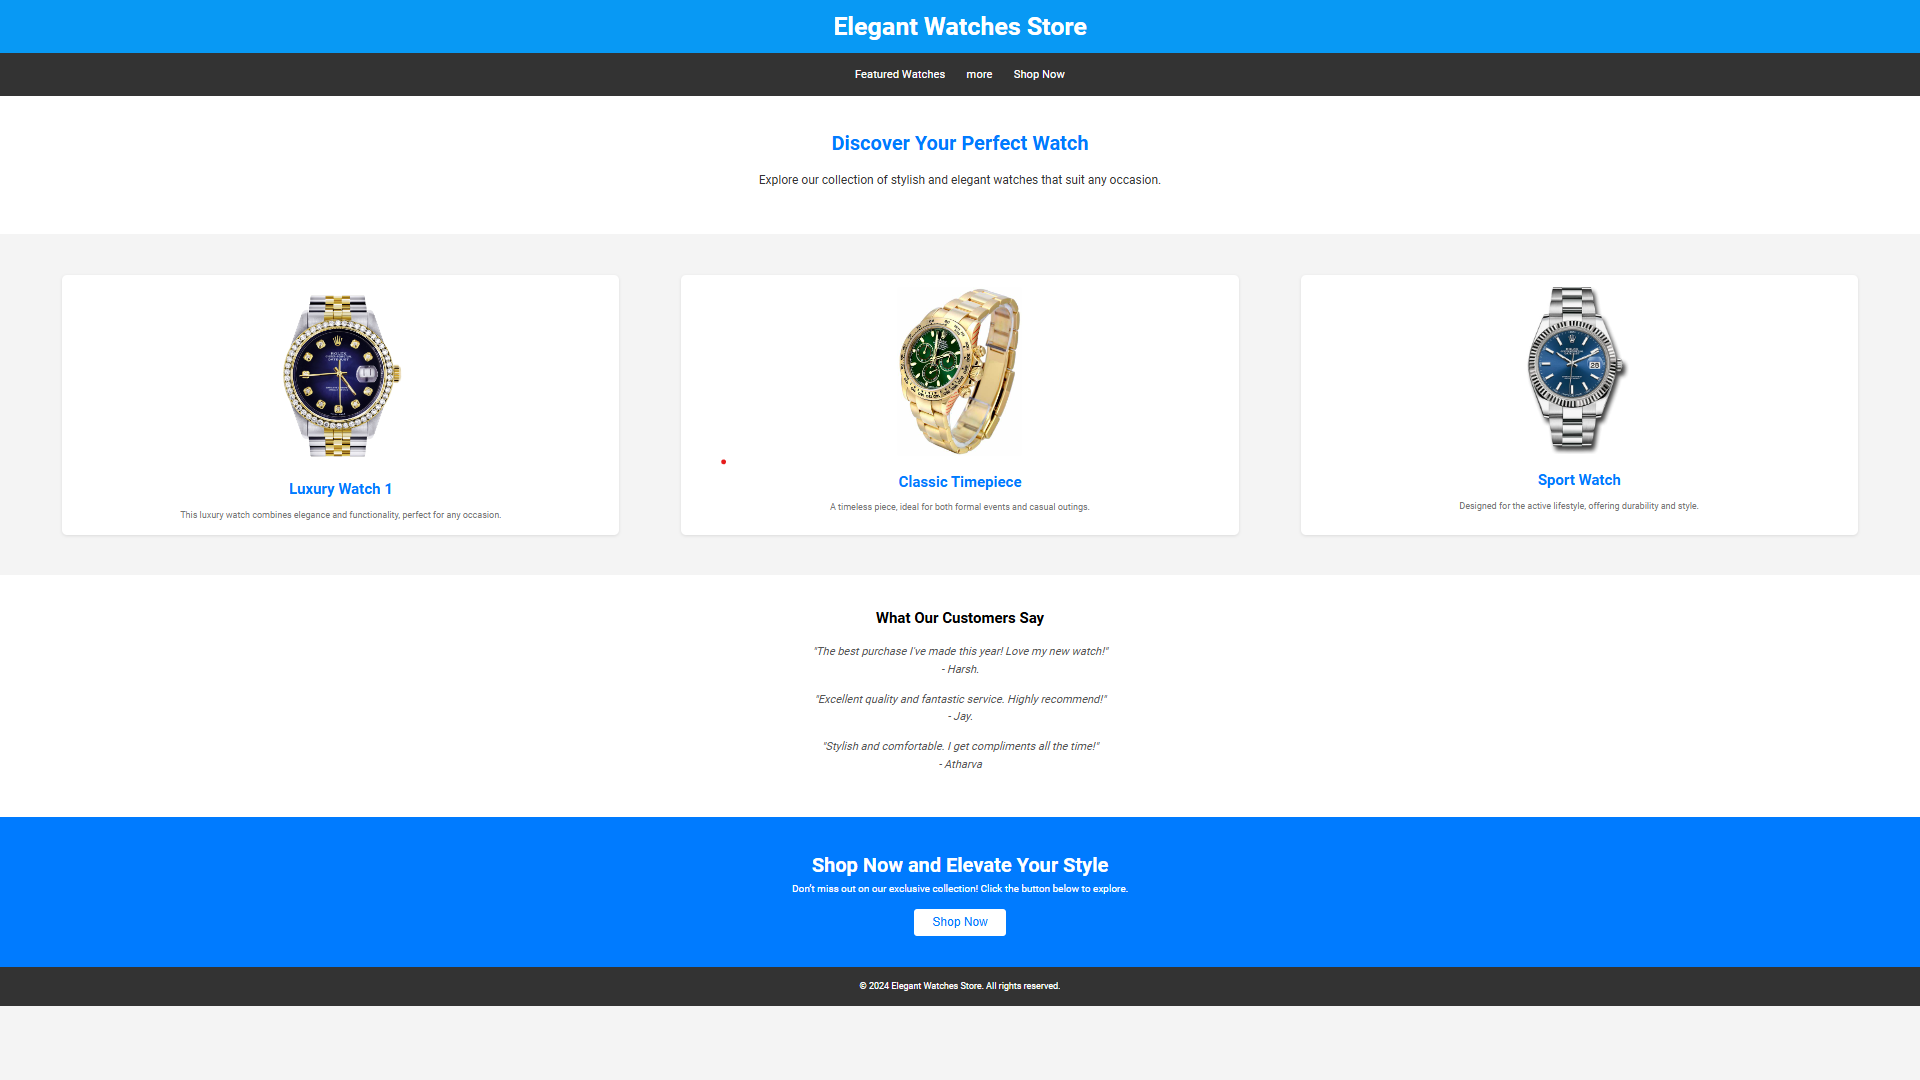 Elegant Watches Store
Featured Watches more Shop Now
Discover Your Perfect Watch
Explore our collection of stylish and elegant watches that suit any occasion.
ROLEX
Luxury Watch 1
This luxury watch combines elegance and functionality, perfect for any occasion.
Classic Timepiece
A timeless piece, ideal for both formal events and casual outings.
ROLEX
28
Sport Watch
Designed for the active lifestyle, offering durability and style.
What Our Customers Say
"The best purchase I've made this year! Love my new watch!"
- Harsh.
"Excellent quality and fantastic service. Highly recommend!"
- Jay.
"Stylish and comfortable. I get compliments all the time!"
- Atharva
Shop Now and Elevate Your Style
Don't miss out on our exclusive collection! Click the button below to explore.
Shop Now
© 2024 Elegant Watches Store. All rights reserved.